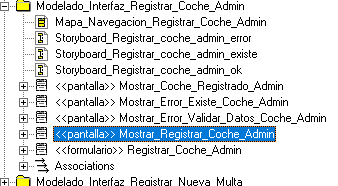 Modelado_Interfaz_Registrar_Coche_Admin
Mapa_Navegacion_Registrar_Coche_Admin
Storyboard_Registrar_coche_admin_error
Storyboard_Registrar_coche_admin_existe
Storyboard_Registrar_coche_admin_ok
<<pantalla>> Mostrar_Coche_Registrado_Admin
<<pantalla>> Mostrar_Error_Existe_Coche_Admin
<<pantalla>> Mostrar_Error_Validar_Datos_Coche_Admin
<<pantalla>> Mostrar_Registrar_Coche_Admin
<<formulario>> Registrar_Coche_Admin
Associations
Modelado_Interfaz_Registrar_Nueva_Multa